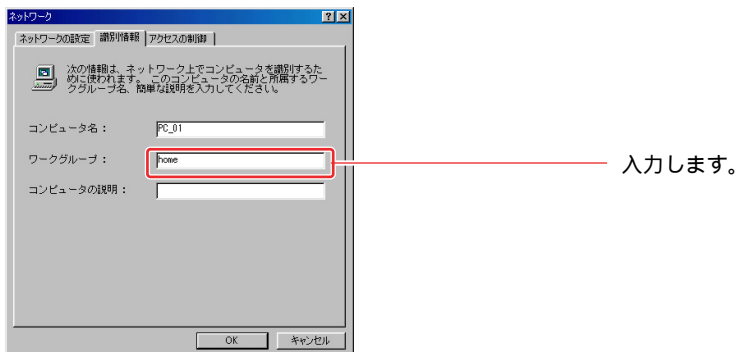 ネットワーク
ネットワークの設定 識別情報 アクセスの制御
次の情報は、ネットワーク上でコンピュータを識別するた
めに使われます。 このコンピュータの名前と所属するワー
クグループ名、簡単な説明を入力してください。
コンピュータ名： PC_01
ワークグループ： home
入力します。
コンピュータの説明：
OK キャンセル